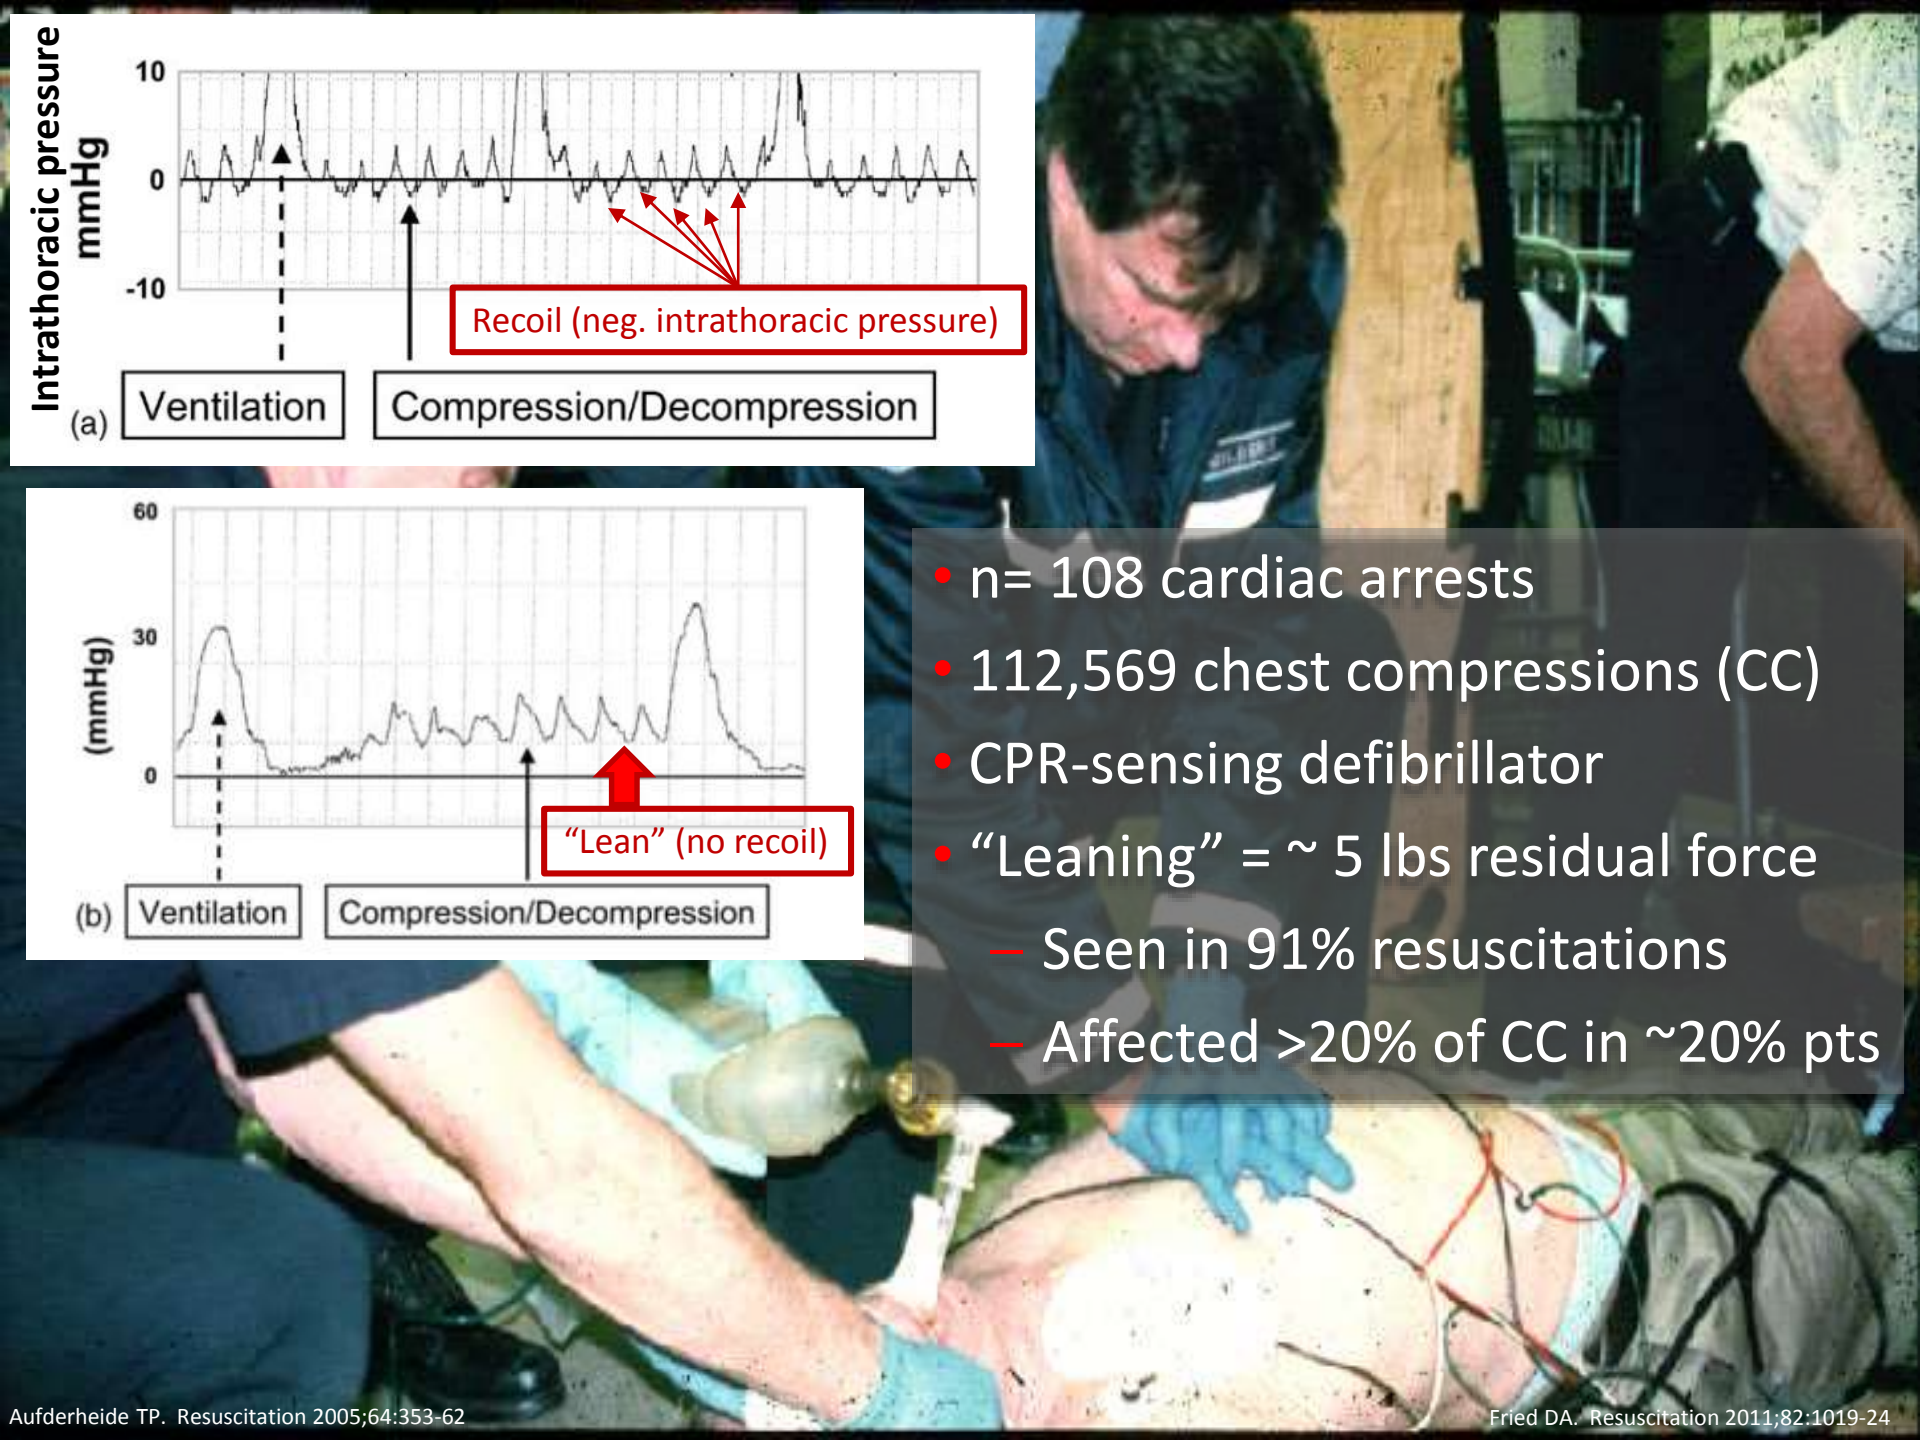 Intrathoracic pressure
mmHg
10
0
-10
Recoil (neg. intrathoracic pressure)
(a)
Ventilation
Compression/Decompression
60
30
0
(mmHg)
"Lean" (no recoil)
(b)
Ventilation
Compression/Decompression
• n= 108 cardiac arrests
• 112,569 chest compressions (CC)
• CPR-sensing defibrillator
• “Leaning” = ~ 5 lbs residual force
– Seen in 91% resuscitations
– Affected >20% of CC in ~20% pts
Aufderheide TP. Resuscitation 2005;64:353-62
Fried DA. Resuscitation 2011;82:1019-24